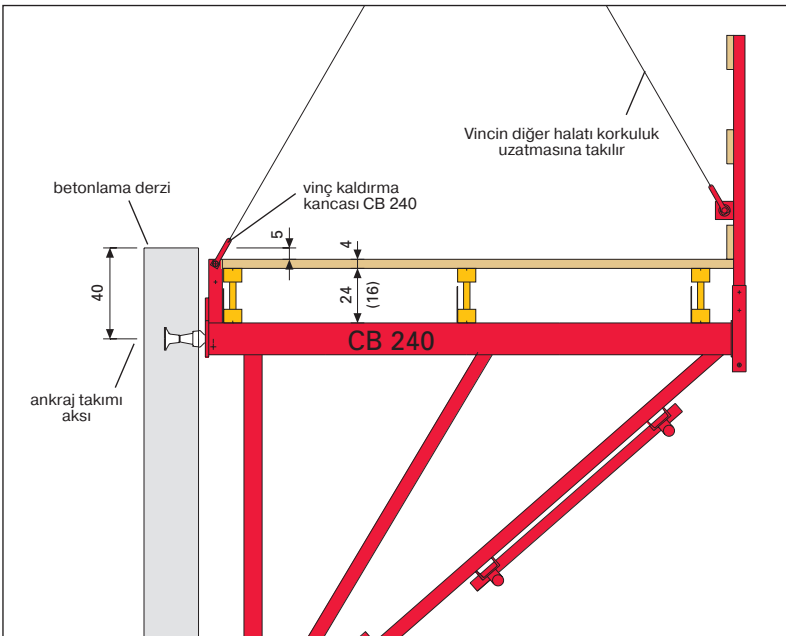 Vincin diğer halatı korkuluk
uzatmasına takılır
betonlama derzi
vinç kaldırma
kancası CB 240
5
4
40
24
(16)
CB 240
ankraj takımı
aksı